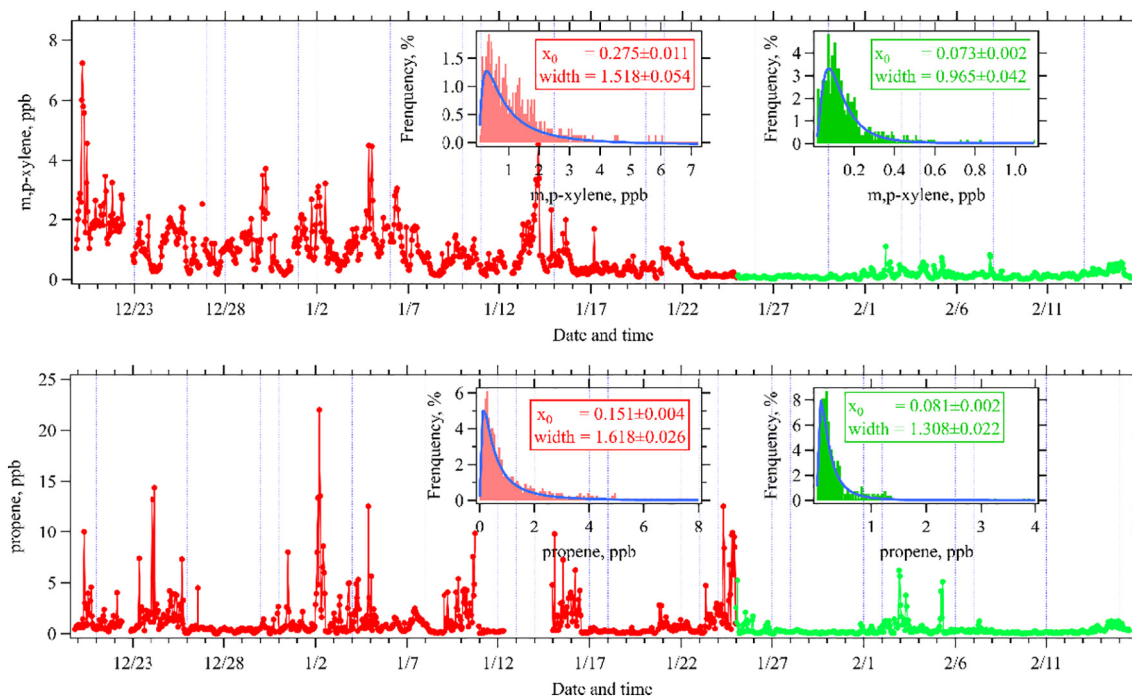 8
6
4
2
0
m,p-xylene, ppb
1.5
1.0
0.5
0.0
Frenquency, %
x0 = 0.275±0.011
width = 1.518±0.054
1 2 3 4 5 6 7
m,p-xylene, ppb
4
3
2
1
0
Frenquency, %
x0 = 0.073±0.002
width = 0.965±0.042
0.2 0.4 0.6 0.8 1.0
m,p-xylene, ppb
12/23 12/28 1/2 1/7 1/12 1/17 1/22 1/27 2/1 2/6 2/11
Date and time
25
20
15
10
5
0
propene, ppb
6
4
2
0
Frequency, %
x0 = 0.151±0.004
width = 1.618±0.026
0 2 4 6 8
propene, ppb
8
6
4
2
0
Frenquency, %
x0 = 0.081±0.002
width = 1.308±0.022
1 2 3 4
propene, ppb
12/23 12/28 1/2 1/7 1/12 1/17 1/22 1/27 2/1 2/6 2/11
Date and time